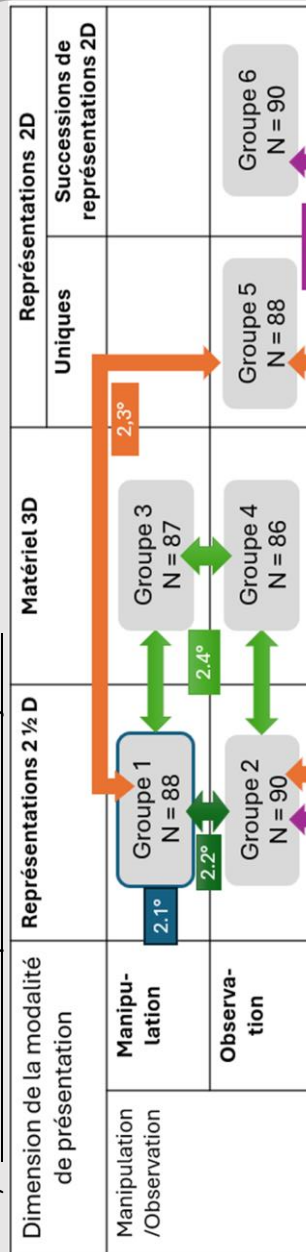 Dimension de la modalité
de présentation
Représentations 2 ½ D
Matériel 3D
Représentations 2D
Uniques
Successions de
représentations 2D
Manipulation
/Observation
Manipu-
lation
2.1°
Groupe 1
N = 88
Groupe 3
N = 87
2,3°
2.2°
2.4°
Observa-
tion
Groupe 2
N = 90
Groupe 4
N = 86
Groupe 5
N = 88
Groupe 6
N = 90